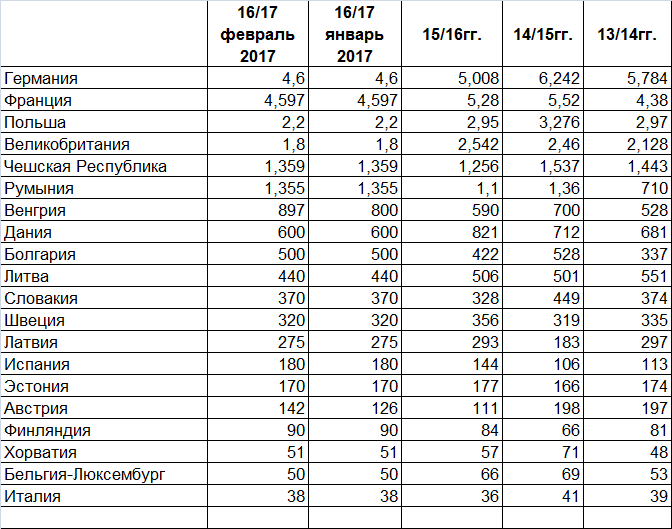 16/17 февраль 2017 16/17 январь 2017 15/16гг. 14/15гг. 13/14гг.
Германия 4,6 4,6 5,008 6,242 5,784
Франция 4,597 4,597 5,28 5,52 4,38
Польша 2,2 2,2 2,95 3,276 2,97
Великобритания 1,8 1,8 2,542 2,46 2,128
Чешская Республика 1,359 1,359 1,256 1,537 1,443
Румыния 1,355 1,355 1,1 1,36 710
Венгрия 897 800 590 700 528
Дания 600 600 821 712 681
Болгария 500 500 422 528 337
Литва 440 440 506 501 551
Словакия 370 370 328 449 374
Швеция 320 320 356 319 335
Латвия 275 275 293 183 297
Испания 180 180 144 106 113
Эстония 170 170 177 166 174
Австрия 142 126 111 198 197
Финляндия 90 90 84 66 81
Хорватия 51 51 57 71 48
Бельгия-Люксембург 50 50 66 69 53
Италия 38 38 36 41 39